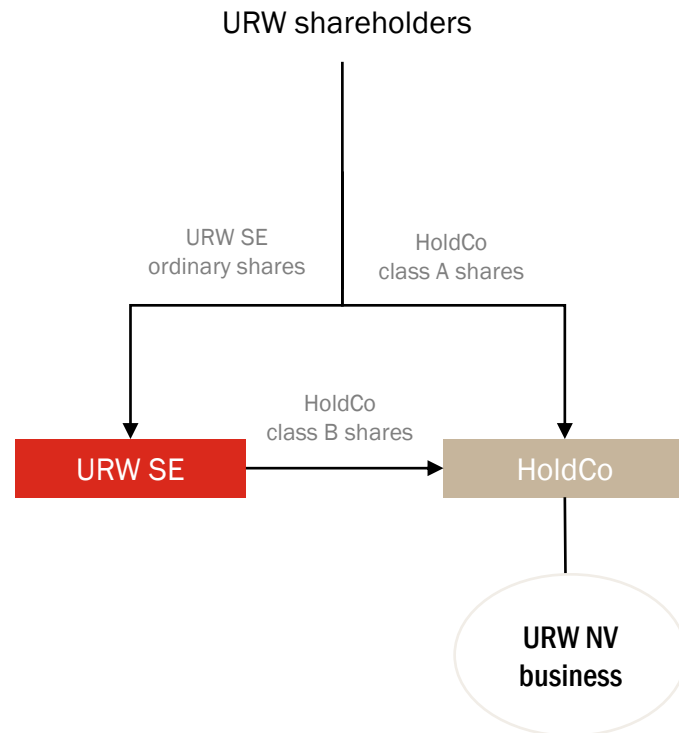 URW shareholders
URW SE
ordinary shares
HoldCo
class A shares
HoldCo
class B shares
URW SE
HoldCo
URW NV
business